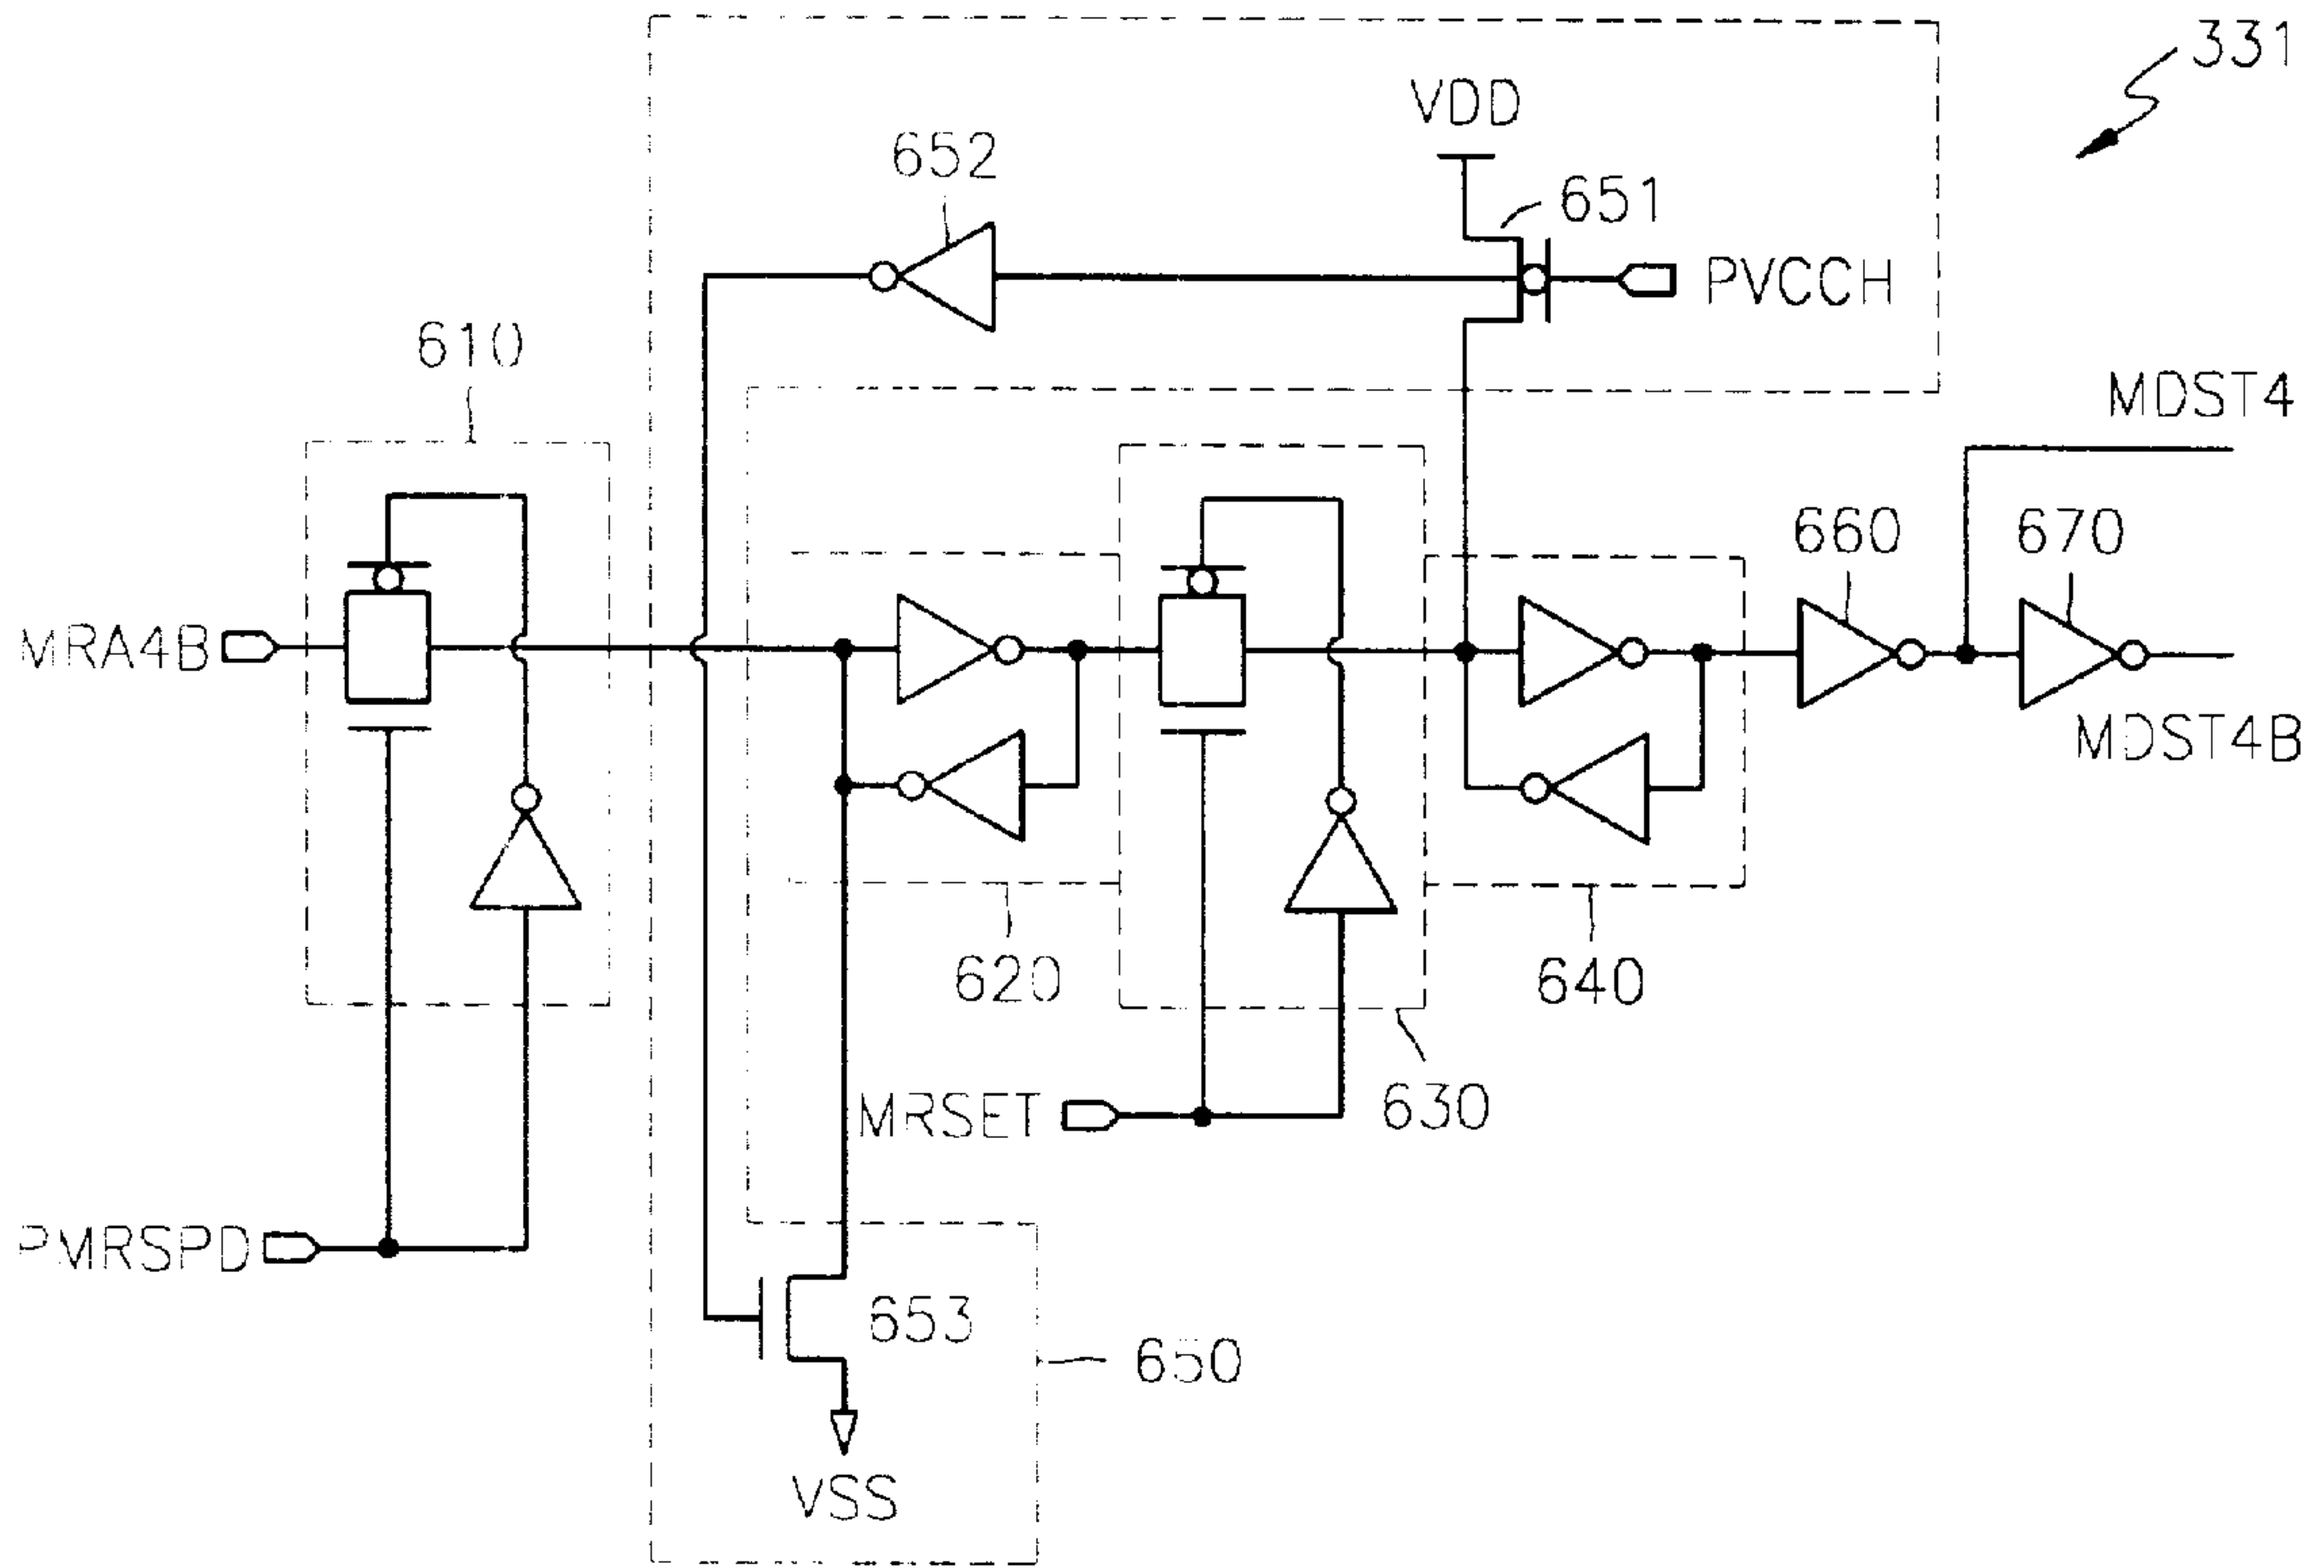 331
VDD
652
651
PVCCH
610
MDST4
660
670
MRA4B
MDST4B
620
640
MRSET
630
PMRSPD
653
650
VSS